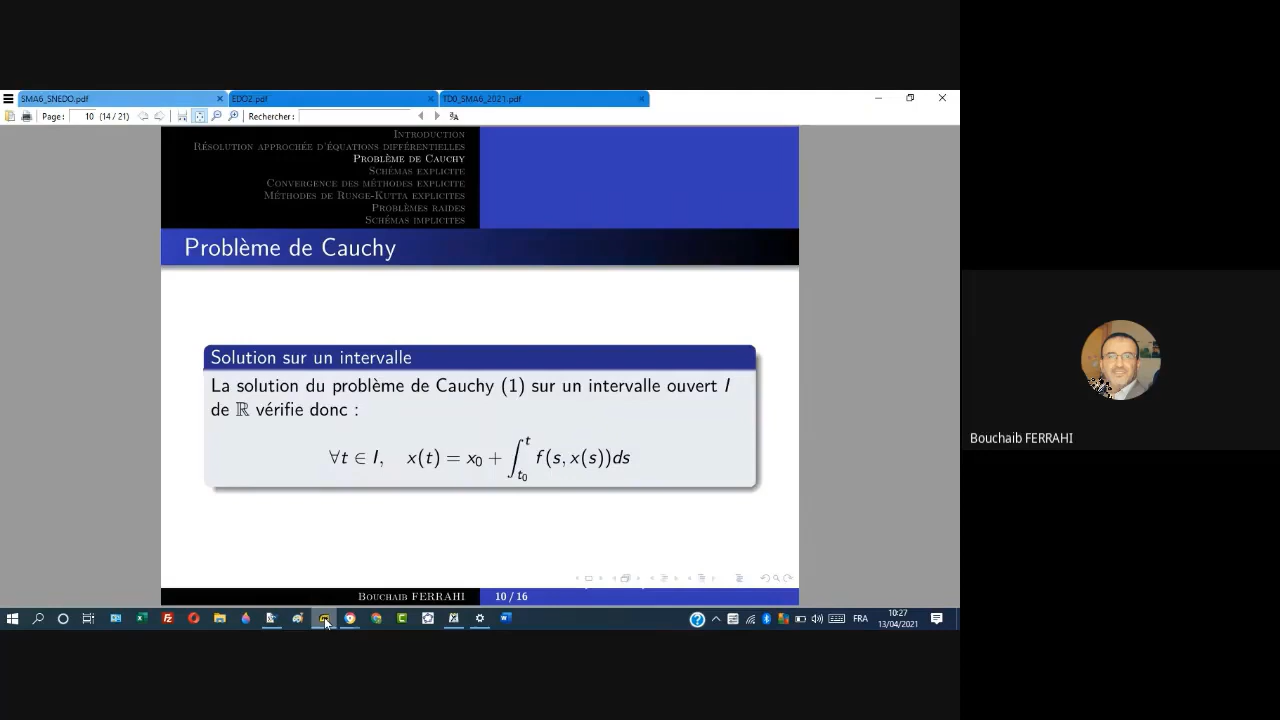 SMA6_SNEDO.pdf
EDO2.pdf
TD0_SMA6_2021.pdf
Page: 10 (14 / 21) Rechercher:
INTRODUCTION
RÉSOLUTION APPROCHÉE D'ÉQUATIONS DIFFÉRENTIELLES
PROBLÈME DE CAUCHY
SCHÉMAS EXPLICITE
CONVERGENCE DES MÉTHODES EXPLICITE
MÉTHODES DE RUNGE-KUTTA EXPLICITES
PROBLÈMES RAIDES
SCHÉMAS IMPLICITES
Problème de Cauchy
Solution sur un intervalle
La solution du problème de Cauchy (1) sur un intervalle ouvert I
de ℝ vérifie donc :
∀t ∈ I, x(t) = x₀ + ∫_{t₀}^{t} f(s, x(s))ds
BOUCHAIB FERRAHI 10 / 16
Bouchaib FERRAHI
FRA
10:27
13/04/2021